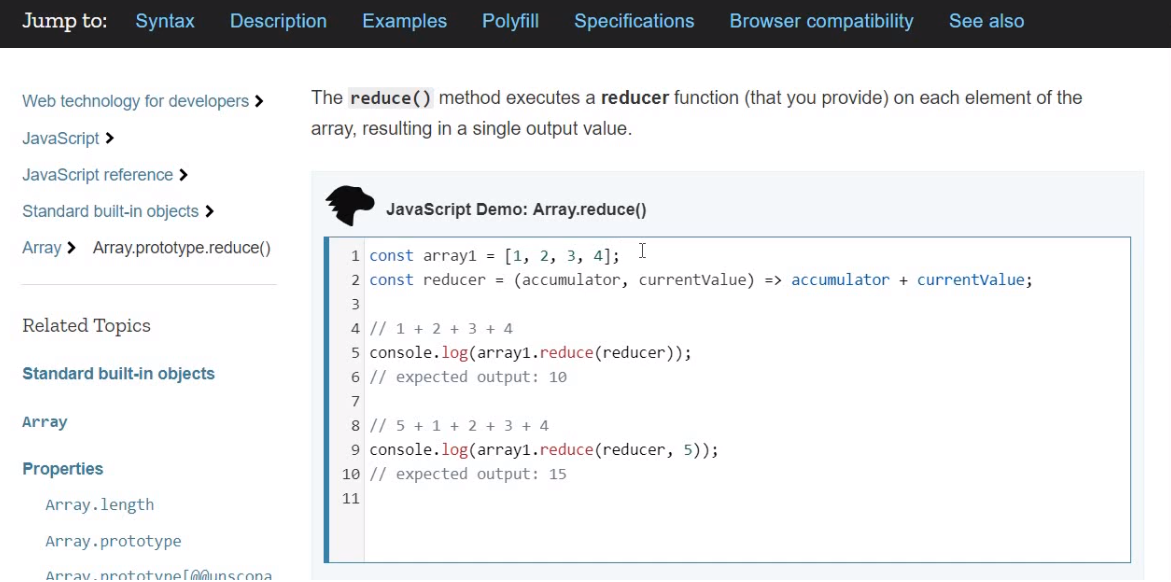 Jump to: Syntax Description Examples Polyfill Specifications Browser compatibility See also
Web technology for developers
JavaScript
JavaScript reference
Standard built-in objects
Array Array.prototype.reduce()
Related Topics
Standard built-in objects
Array
Properties
Array.length
Array.prototype
Array.prototype[@@unscopa
The reduce() method executes a reducer function (that you provide) on each element of the
array, resulting in a single output value.
JavaScript Demo: Array.reduce()
1 const array1 = [1, 2, 3, 4];
2 const reducer = (accumulator, currentValue) => accumulator + currentValue;
3
4 // 1 + 2 + 3 + 4
5 console.log(array1.reduce(reducer));
6 // expected output: 10
7
8 // 5 + 1 + 2 + 3 + 4
9 console.log(array1.reduce(reducer, 5));
10 // expected output: 15
11